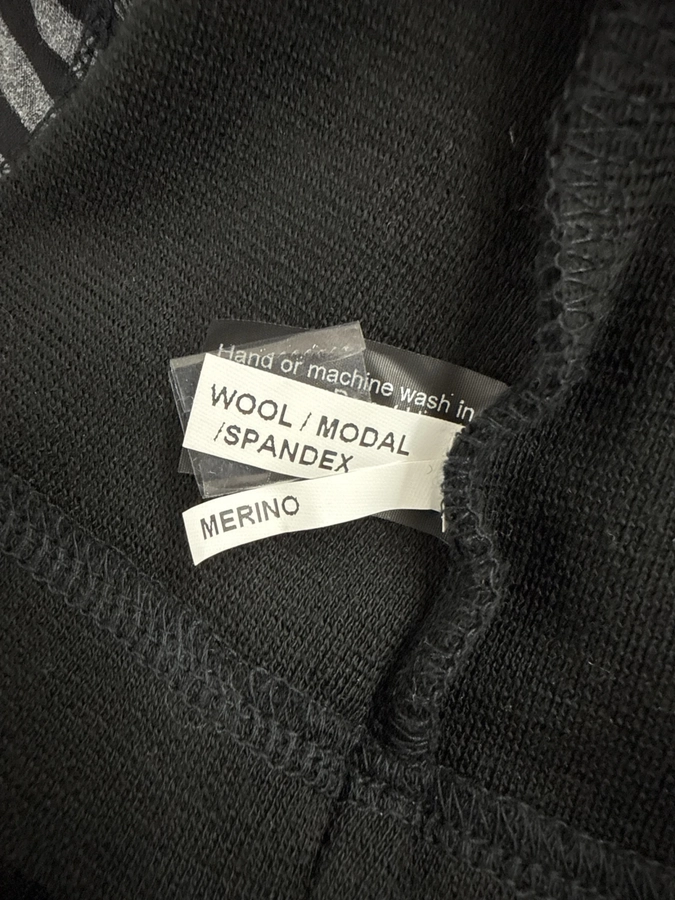 Hand or machine wash in
WOOL / MODAL
/SPANDEX
MERINO